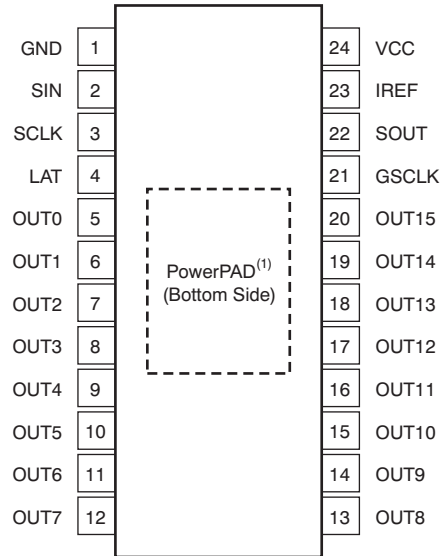 GND 1 24 VCC
SIN 2 23 IREF
SCLK 3 22 SOUT
LAT 4 21 GSCLK
OUT0 5 20 OUT15
OUT1 6 19 OUT14
PowerPAD(1)
(Bottom Side)
OUT2 7 18 OUT13
OUT3 8 17 OUT12
OUT4 9 16 OUT11
OUT5 10 15 OUT10
OUT6 11 14 OUT9
OUT7 12 13 OUT8